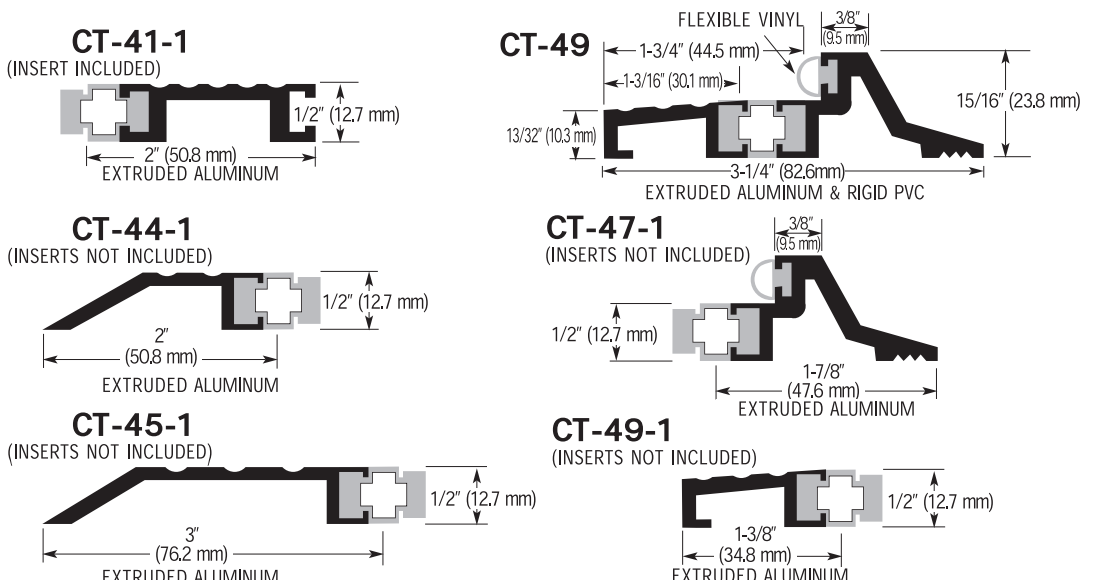 CT-41-1
(INSERT INCLUDED)
1/2" (12.7 mm)
2" (50.8 mm)
EXTRUDED ALUMINUM
CT-49
FLEXIBLE VINYL
3/8"
(9.5 mm)
1-3/4" (44.5 mm)
1-3/16" (30.1 mm)
15/16" (23.8 mm)
13/32" (10.3 mm)
3-1/4" (82.6mm)
EXTRUDED ALUMINUM & RIGID PVC
CT-44-1
(INSERTS NOT INCLUDED)
1/2" (12.7 mm)
2"
(50.8 mm)
EXTRUDED ALUMINUM
CT-47-1
(INSERTS NOT INCLUDED)
3/8"
(9.5 mm)
1/2" (12.7 mm)
1-7/8"
(47.6 mm)
EXTRUDED ALUMINUM
CT-45-1
(INSERTS NOT INCLUDED)
1/2" (12.7 mm)
3"
(76.2 mm)
EXTRUDED ALUMINUM
CT-49-1
(INSERTS NOT INCLUDED)
1/2" (12.7 mm)
1-3/8"
(34.8 mm)
EXTRUDED ALUMINUM